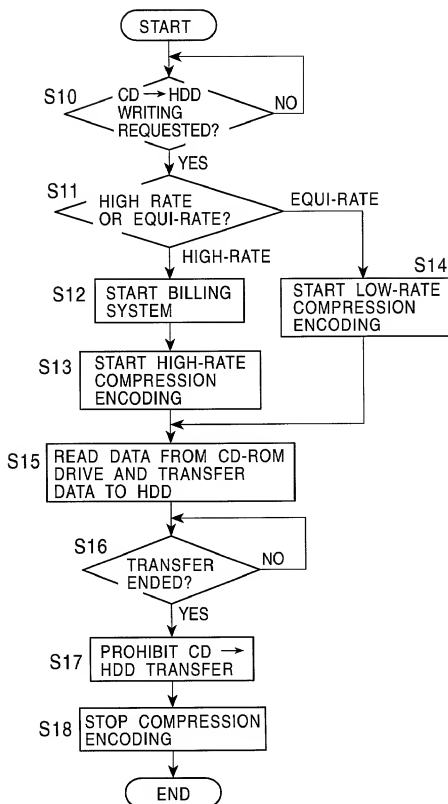 START
S10
CD → HDD
WRITING
REQUESTED?
NO
YES
S11
HIGH RATE
OR EQUI-RATE?
EQUI-RATE
HIGH-RATE
S12
START BILLING
SYSTEM
S14
START LOW-RATE
COMPRESSION
ENCODING
S13
START HIGH-RATE
COMPRESSION
ENCODING
S15
READ DATA FROM CD-ROM
DRIVE AND TRANSFER
DATA TO HDD
S16
TRANSFER
ENDED?
NO
YES
S17
PROHIBIT CD →
HDD TRANSFER
S18
STOP COMPRESSION
ENCODING
END